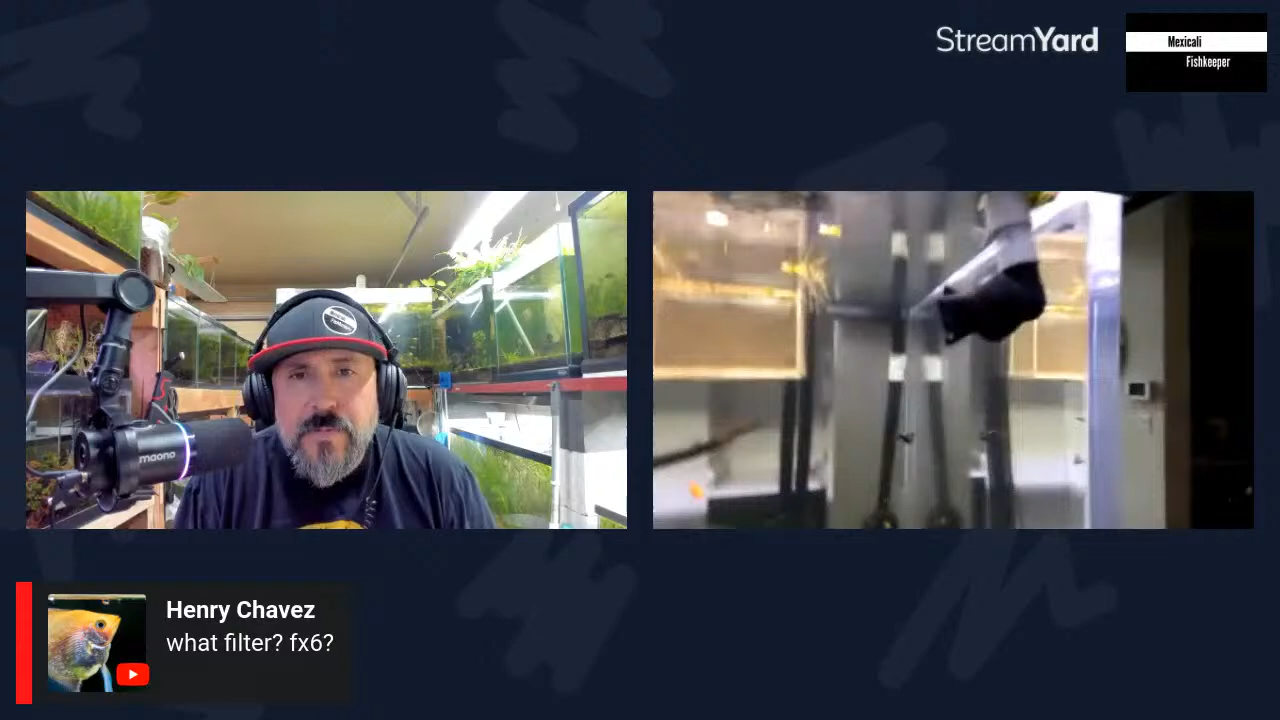 StreamYard
Mexicali
Fishkeeper
maono
Henry Chavez
what filter? fx6?